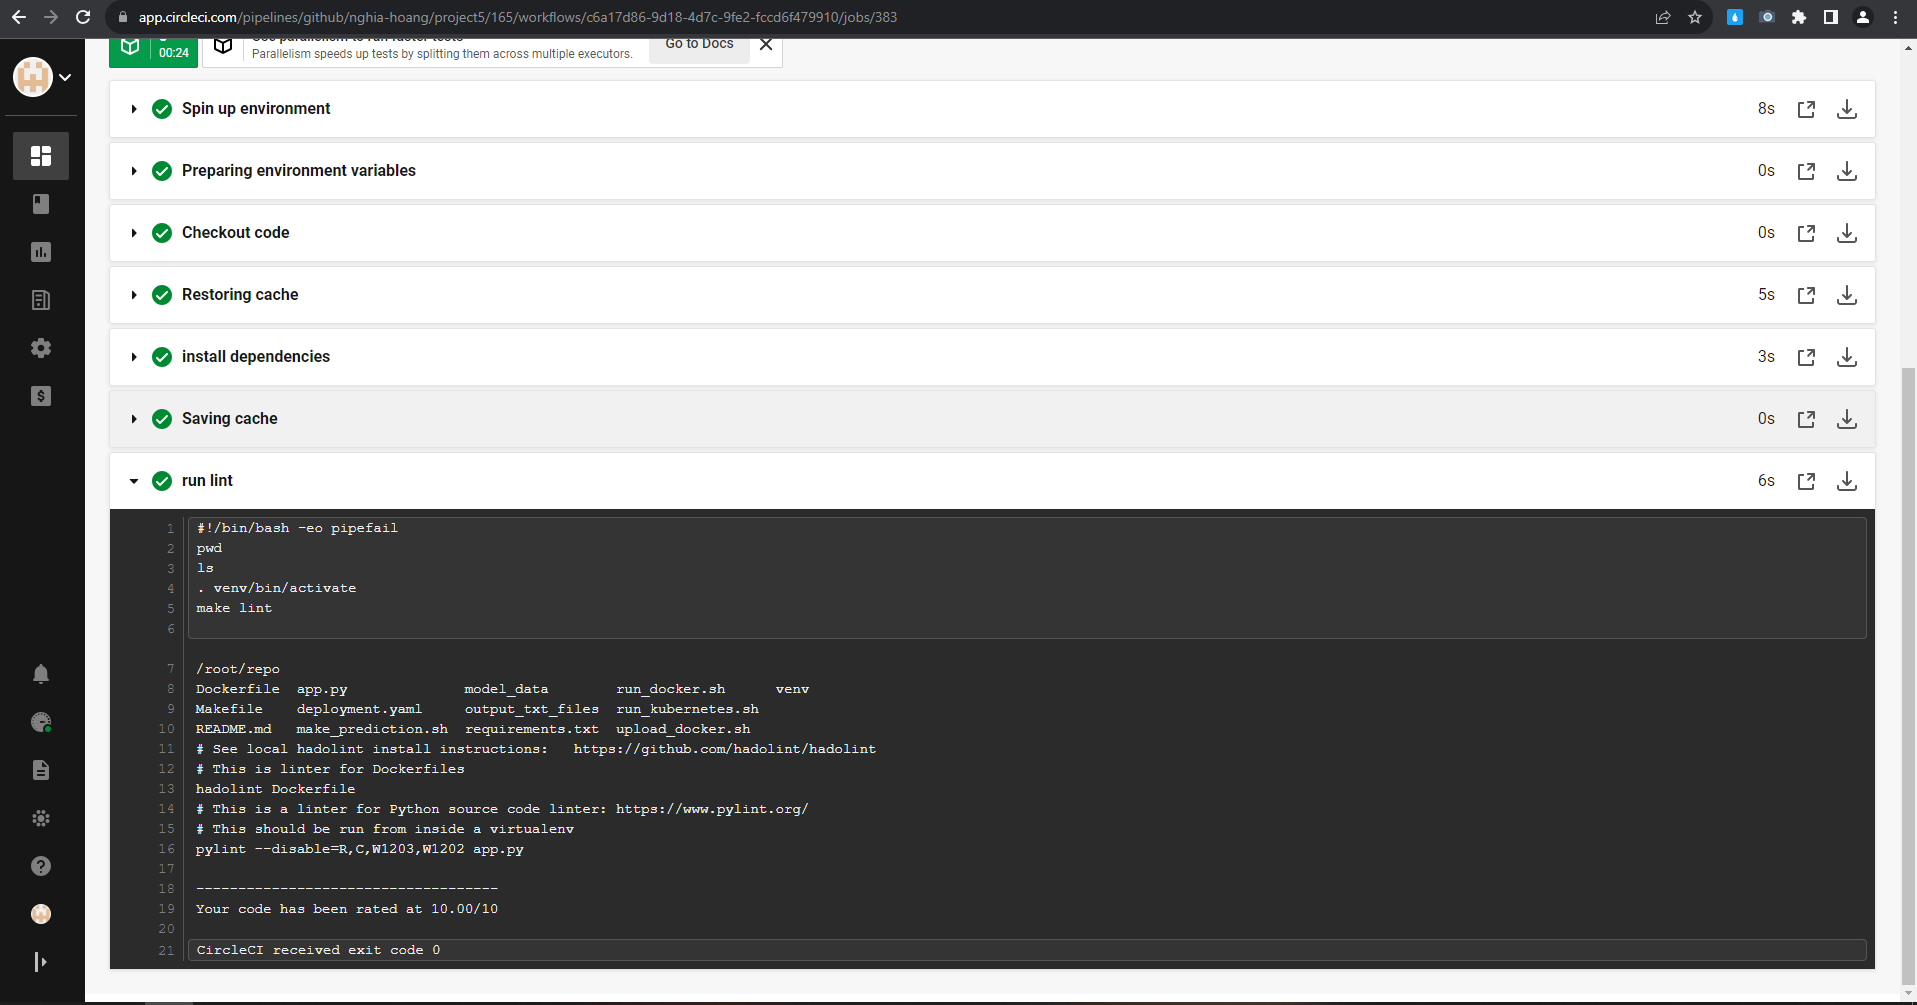 app.circleci.com/pipelines/github/nghia-hoang/project5/165/workflows/c6a17d86-9d18-4d7c-9fe2-fccd6f479910/jobs/383
00:24
Parallelism speeds up tests by splitting them across multiple executors.
Go to Docs
Spin up environment 8s
Preparing environment variables 0s
Checkout code 0s
Restoring cache 5s
install dependencies 3s
Saving cache 0s
run lint 6s
1 #!/bin/bash -eo pipefail
2 pwd
3 ls
4 . venv/bin/activate
5 make lint
6
7 /root/repo
8 Dockerfile app.py model_data run_docker.sh venv
9 Makefile deployment.yaml output_txt_files run_kubernetes.sh
10 README.md make_prediction.sh requirements.txt upload_docker.sh
11 # See local hadolint install instructions: https://github.com/hadolint/hadolint
12 # This is linter for Dockerfiles
13 hadolint Dockerfile
14 # This is a linter for Python source code linter: https://www.pylint.org/
15 # This should be run from inside a virtualenv
16 pylint --disable=R,C,W1203,W1202 app.py
17
18 ------------------------------------
19 Your code has been rated at 10.00/10
20
21 CircleCI received exit code 0